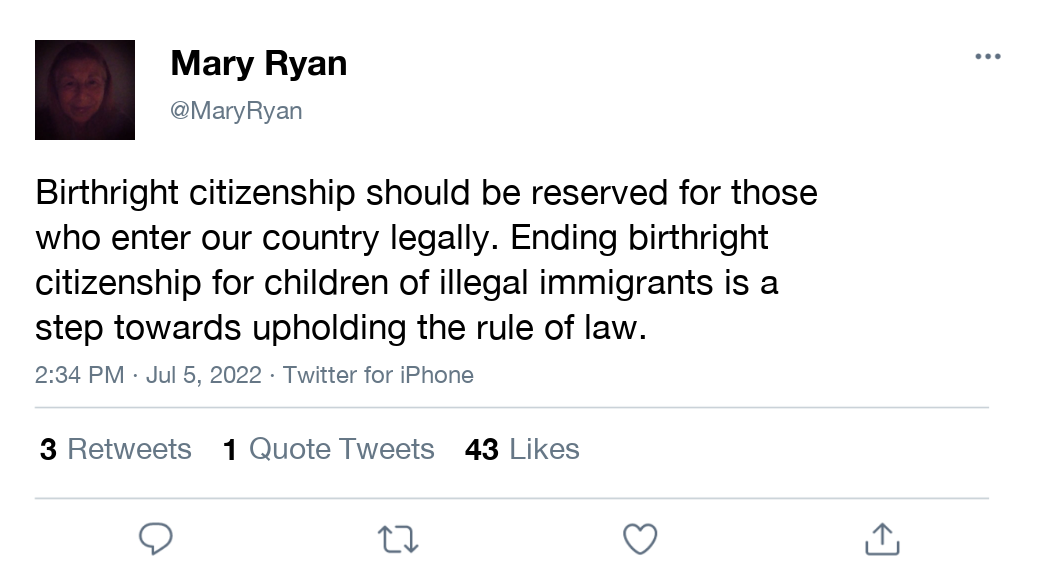 Mary Ryan
@MaryRyan
Birthright citizenship should be reserved for those
who enter our country legally. Ending birthright
citizenship for children of illegal immigrants is a
step towards upholding the rule of law.
2:34 PM · Jul 5, 2022 · Twitter for iPhone
3 Retweets 1 Quote Tweets 43 Likes